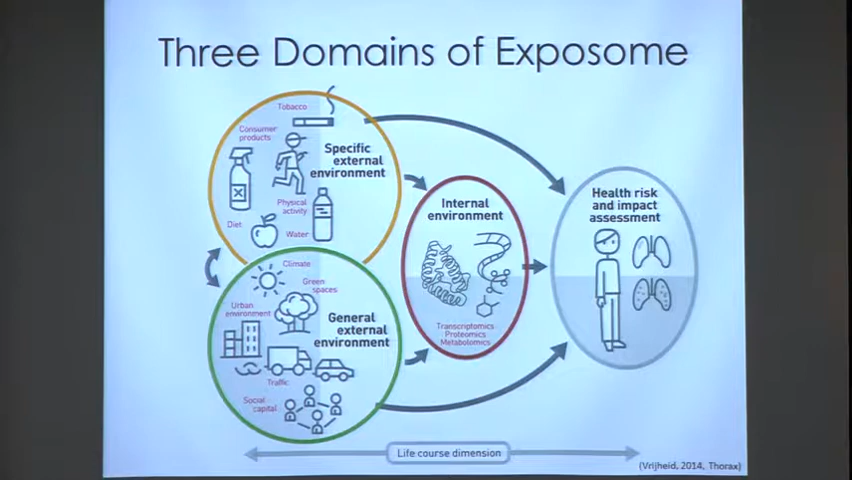 Three Domains of Exposome
Tobacco
Consumer
products
Specific
external
environment
Physical
activity
Diet
Water
Climate
Green
spaces
Urban
environment
General
external
environment
Traffic
Social
capital
Internal
environment
Transcriptomics
Proteomics
Metabolomics
Health risk
and impact
assessment
Life course dimension
(Vrijheid, 2014, Thorax)